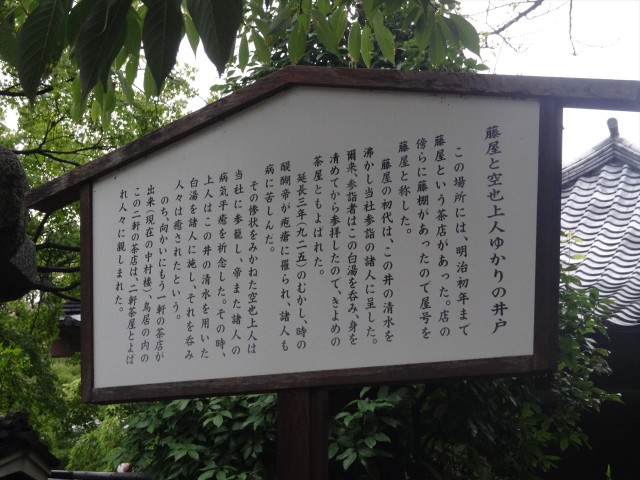 藤屋と空也上人ゆかりの井戸
この場所には、明治初年まで
藤屋という茶店があった。店の
傍らに藤棚があったので屋号を
藤屋と称した。
藤屋の初代は、この井の清水を
沸かし当社参詣の諸人に呈した。
爾来、参詣者はこの白湯を呑み、身を
清めてから参拝したので、きよめの
茶屋ともよばれた。
延長三年（九二五）のむかし、時の
醍醐帝が疱瘡に罹られ、諸人も
病に苦しんだ。
その惨状をみかねた空也上人は
当社に参籠し、帝また諸人の
病気平癒を祈念した。その時、
上人はこの井の清水を用いた
白湯を諸人に施し、それを呑み
人々は癒されたという。
のち、向かいにもう一軒の茶店が
出来（現在の中村楼）、鳥居の内の
この二軒の茶店は、二軒茶屋とよば
れ人々に親しまれた。